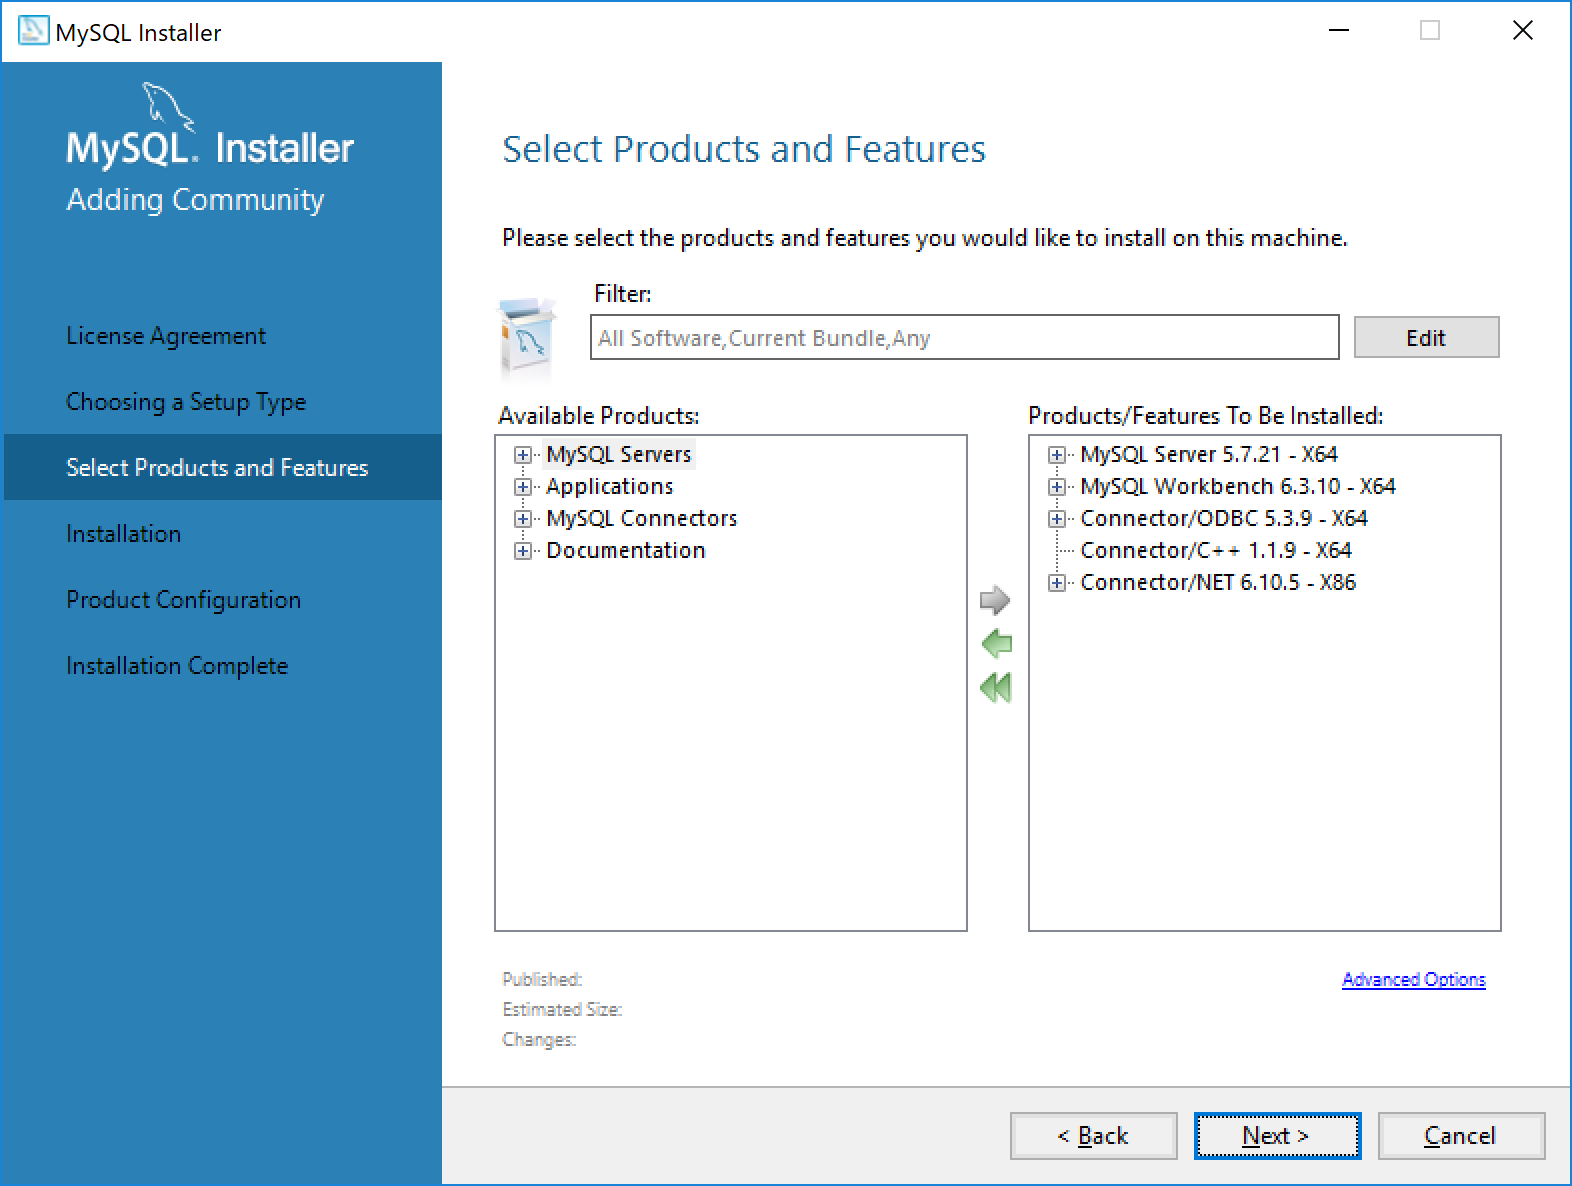 MySQL Installer
MySQL. Installer
Adding Community
License Agreement
Choosing a Setup Type
Select Products and Features
Installation
Product Configuration
Installation Complete
Select Products and Features
Please select the products and features you would like to install on this machine.
Filter:
All Software,Current Bundle,Any
Edit
Available Products:
MySQL Servers
Applications
MySQL Connectors
Documentation
Products/Features To Be Installed:
MySQL Server 5.7.21 - X64
MySQL Workbench 6.3.10 - X64
Connector/ODBC 5.3.9 - X64
Connector/C++ 1.1.9 - X64
Connector/NET 6.10.5 - X86
Published:
Estimated Size:
Changes:
Advanced Options
< Back
Next >
Cancel